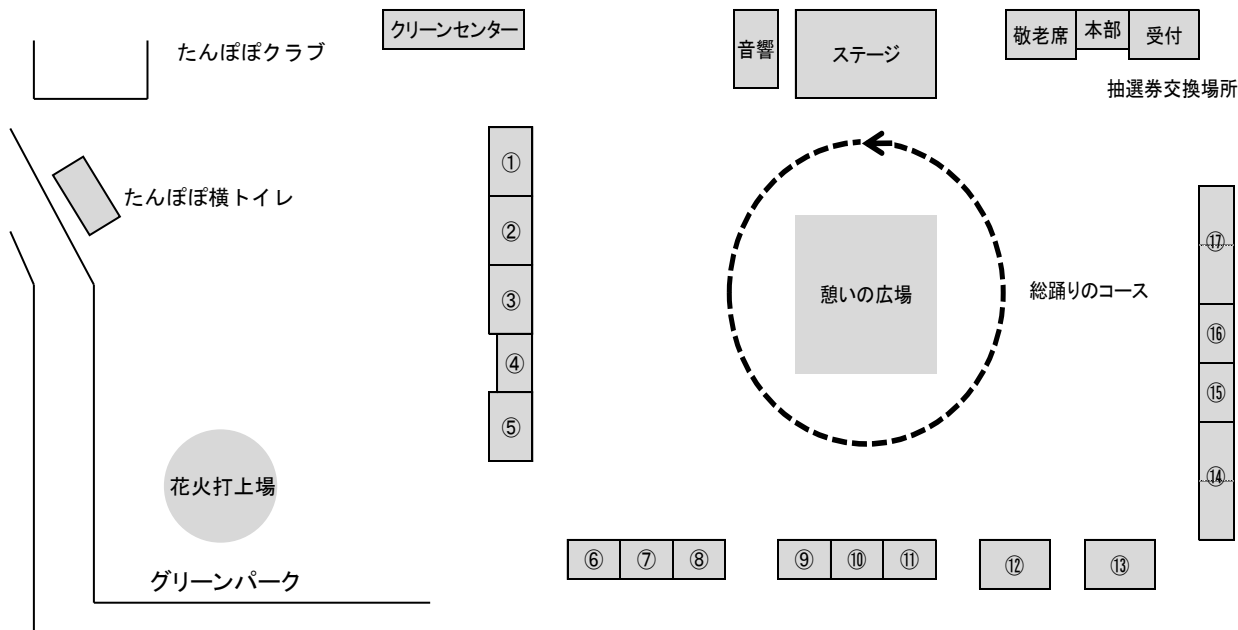 クリーンセンター
たんぽぽクラブ
音響
ステージ
敬老席
本部
受付
抽選券交換場所
たんぽぽ横トイレ
①
②
③
④
⑤
憩いの広場
総踊りのコース
⑰
⑯
⑮
⑭
花火打上場
グリーンパーク
⑥
⑦
⑧
⑨
⑩
⑪
⑫
⑬